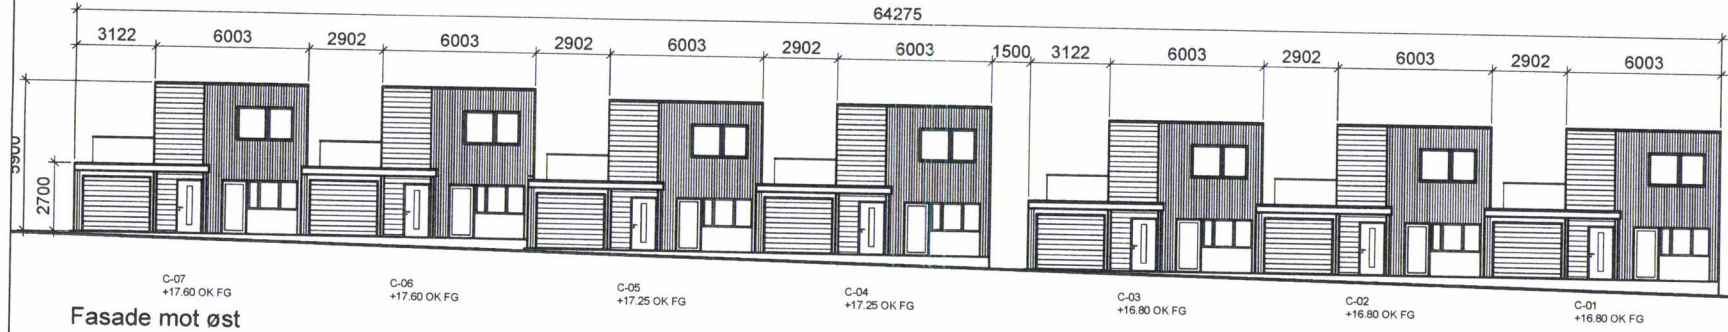 64275
3122 6003 2902 6003 2902 6003 2902 6003 1500 3122 6003 2902 6003 2902 6003
5900
2700
C-07
+17.60 OK FG
C-06
+17.60 OK FG
C-05
+17.25 OK FG
C-04
+17.25 OK FG
C-03
+16.80 OK FG
C-02
+16.80 OK FG
C-01
+16.80 OK FG
Fasade mot øst